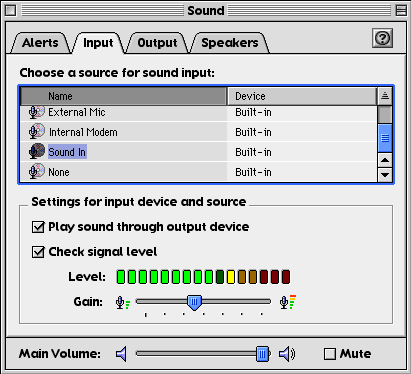 Sound
Alerts Input Output Speakers ?
Choose a source for sound input:
Name Device
External Mic Built-in
Internal Modem Built-in
Sound In Built-in
None Built-in
Settings for input device and source
Play sound through output device
Check signal level
Level:
Gain:
Main Volume: Mute